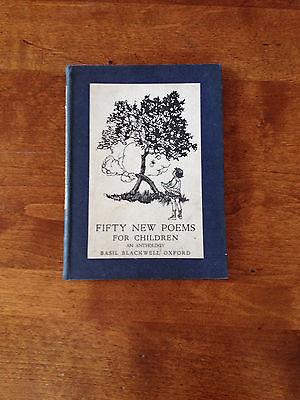 FIFTY NEW POEMS
FOR CHILDREN
AN ANTHOLOGY
BASIL BLACKWELL OXFORD